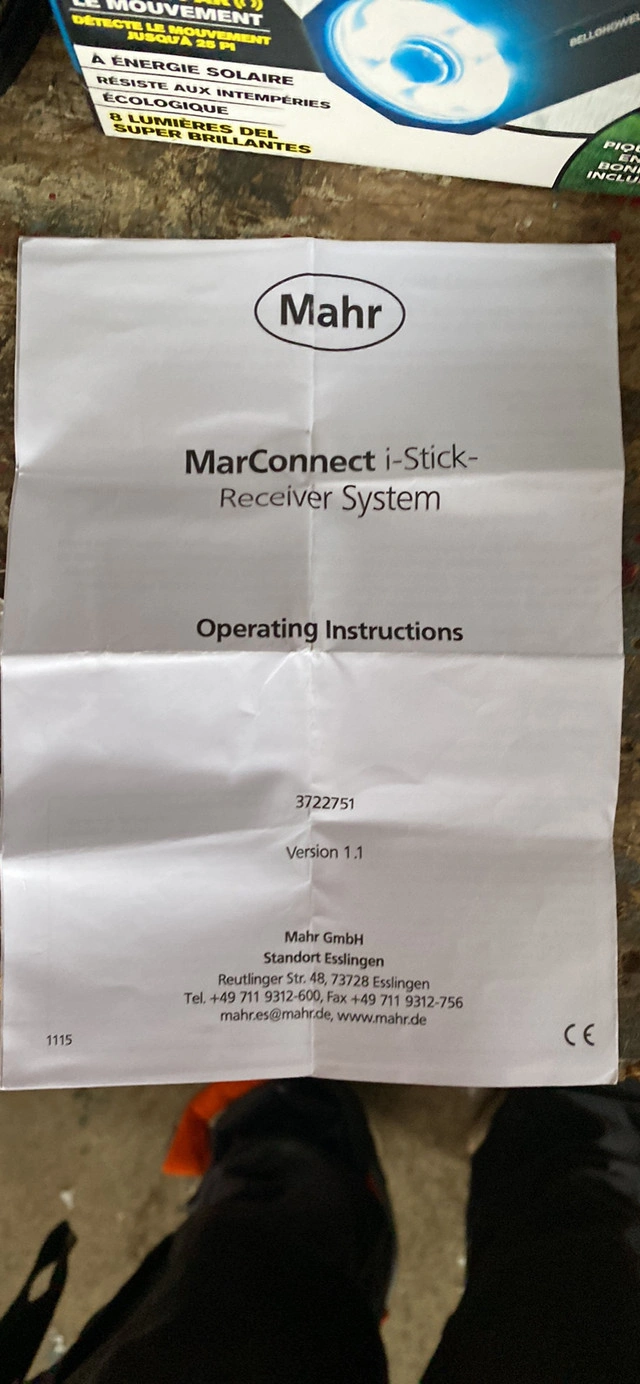 LE MOUVEMENT
DÉTECTE LE MOUVEMENT
JUSQU'À 25 PI
À ÉNERGIE SOLAIRE
RÉSISTE AUX INTEMPÉRIES
ÉCOLOGIQUE
8 LUMIÈRES DEL
SUPER BRILLANTES
Mahr
MarConnect i-Stick-
Receiver System
Operating Instructions
3722751
Version 1.1
Mahr GmbH
Standort Esslingen
Reutlinger Str. 48, 73728 Esslingen
Tel. +49 711 9312-600, Fax +49 711 9312-756
mahr.es@mahr.de, www.mahr.de
1115
CE